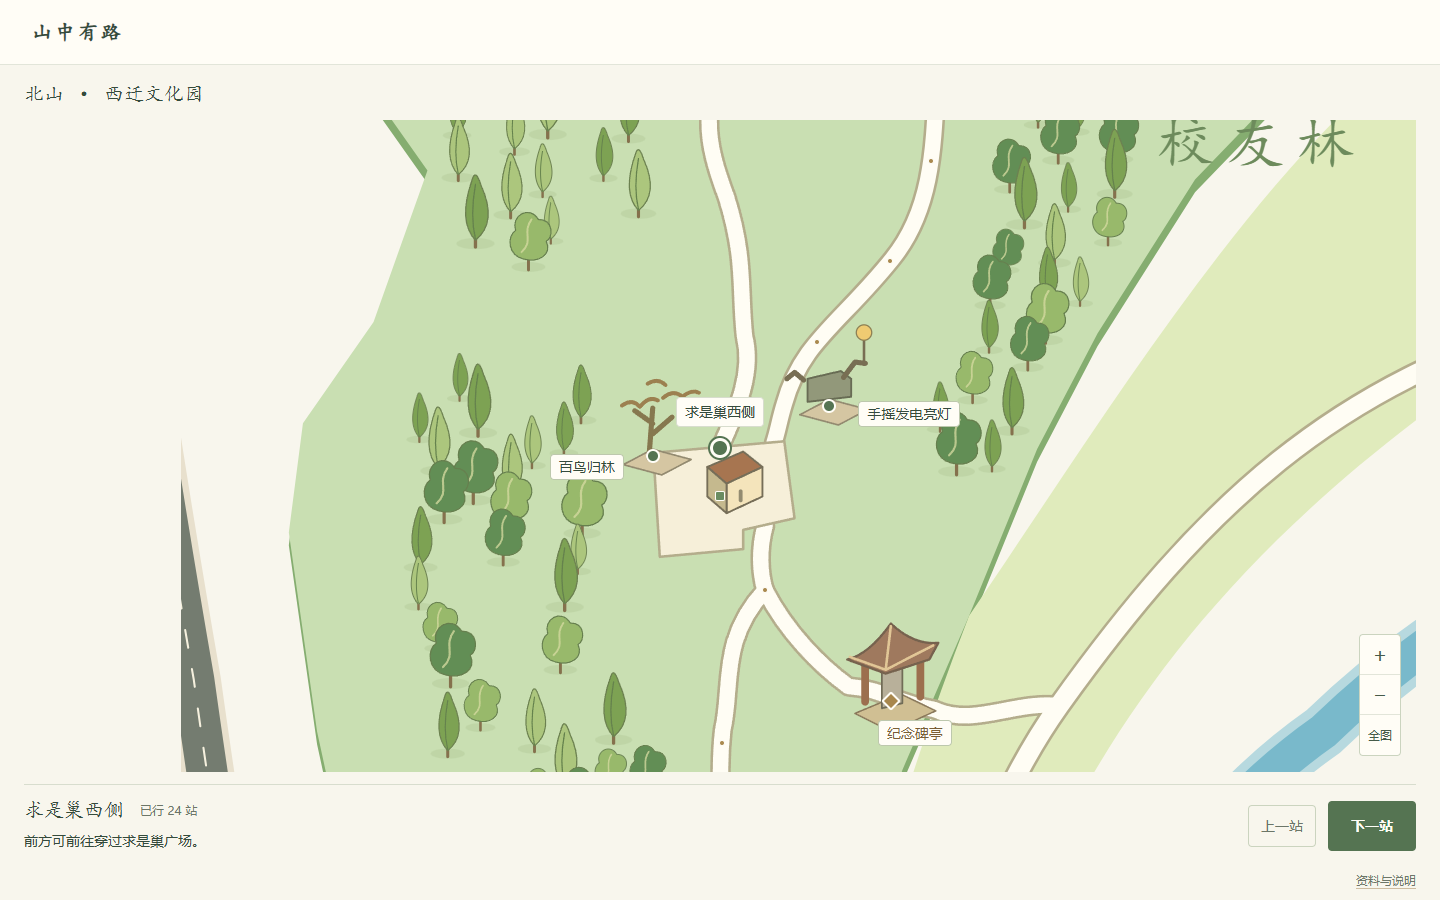 山中有路
北山 • 西迁文化园
校友林
求是巢西侧
手摇发电亮灯
百鸟归林
纪念碑亭
+
−
全图
求是巢西侧 已行 24 站
前方可前往穿过求是巢广场。
上一站
下一站
资料与说明